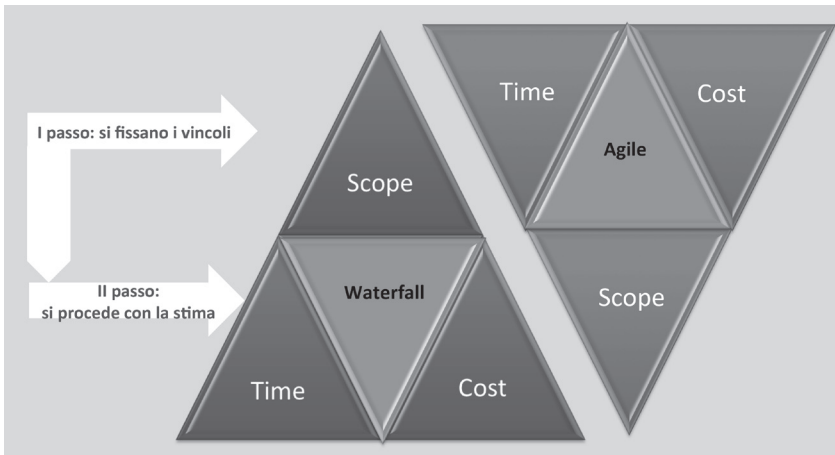 I passo: si fissano i vincoli
II passo:
si procede con la stima
Scope
Waterfall
Time
Cost
Time
Cost
Agile
Scope